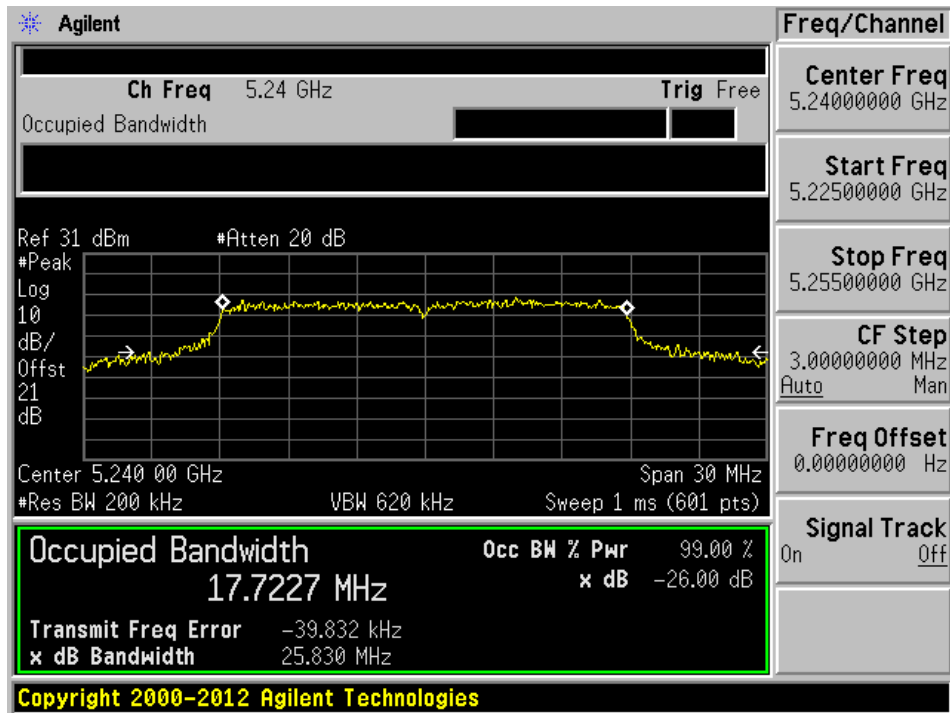 Agilent
Freq/Channel
Ch Freq 5.24 GHz Trig Free
Occupied Bandwidth
Center Freq
5.24000000 GHz
Start Freq
5.22500000 GHz
Stop Freq
5.25500000 GHz
CF Step
3.00000000 MHz
Auto Man
Freq Offset
0.00000000 Hz
Signal Track
On Off
Ref 31 dBm #Atten 20 dB
#Peak
Log
10
dB/
Offst
21
dB
Center 5.240 00 GHz Span 30 MHz
#Res BW 200 kHz VBW 620 kHz Sweep 1 ms (601 pts)
Occupied Bandwidth
17.7227 MHz
Occ BW % Pwr 99.00 %
x dB -26.00 dB
Transmit Freq Error -39.832 kHz
x dB Bandwidth 25.830 MHz
Copyright 2000-2012 Agilent Technologies